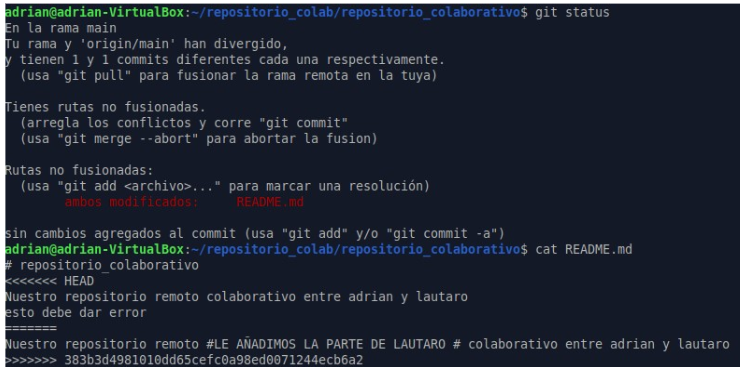 adrian@adrian-VirtualBox:~/repositorio_colab/repositorio_colaborativo$ git status
En la rama main
Tu rama y 'origin/main' han divergido,
y tienen 1 y 1 commits diferentes cada una respectivamente.
(usa "git pull" para fusionar la rama remota en la tuya)
Tienes rutas no fusionadas.
(arregla los conflictos y corre "git commit"
(usa "git merge --abort" para abortar la fusion)
Rutas no fusionadas:
(usa "git add <archivo>..." para marcar una resolución)
ambos modificados: README.md
sin cambios agregados al commit (usa "git add" y/o "git commit -a")
adrian@adrian-VirtualBox:~/repositorio_colab/repositorio_colaborativo$ cat README.md
# repositorio_colaborativo
<<<<<<< HEAD
Nuestro repositorio remoto colaborativo entre adrian y lautaro
esto debe dar error
=======
Nuestro repositorio remoto #LE AÑADIMOS LA PARTE DE LAUTARO # colaborativo entre adrian y lautaro
>>>>>>> 383b3d4981010dd65cefc0a98ed0071244ecb6a2